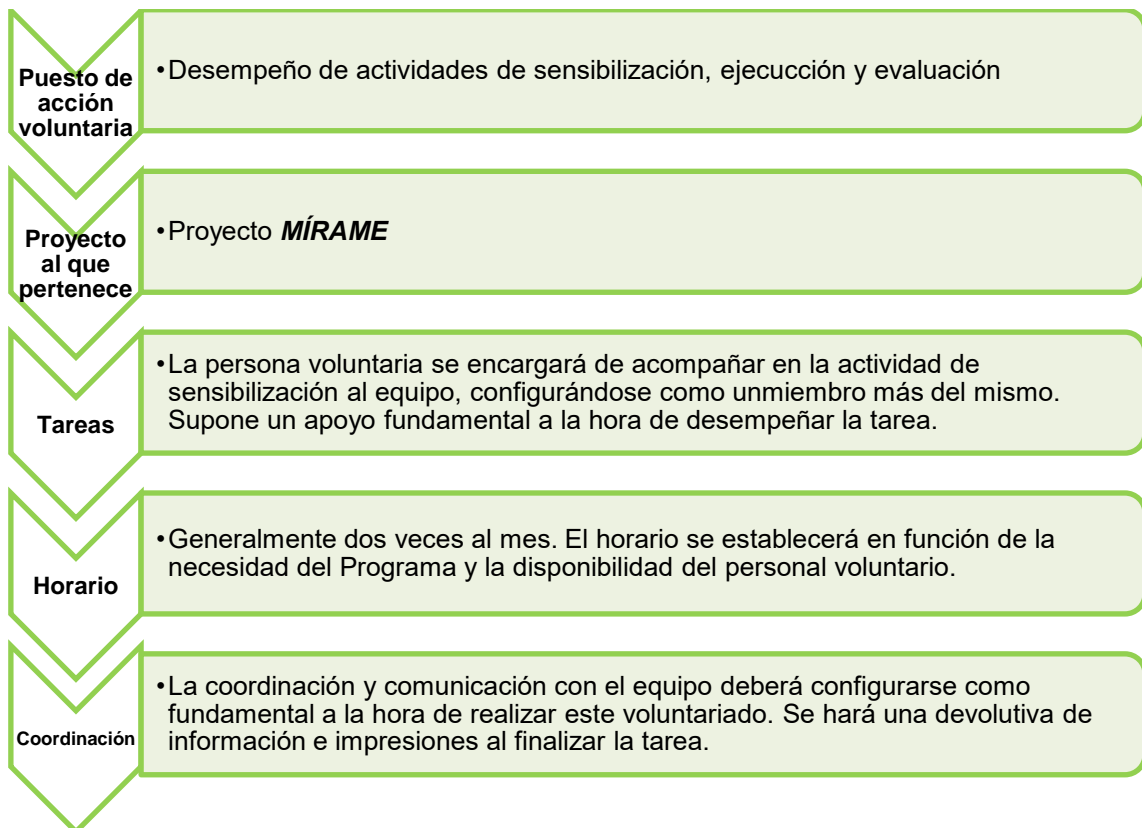 Puesto de
acción
voluntaria
•Desempeño de actividades de sensibilización, ejecucción y evaluación
Proyecto
al que
pertenece
•Proyecto MÍRAME
Tareas
•La persona voluntaria se encargará de acompañar en la actividad de
sensibilización al equipo, configurándose como unmiembro más del mismo.
Supone un apoyo fundamental a la hora de desempeñar la tarea.
Horario
•Generalmente dos veces al mes. El horario se establecerá en función de la
necesidad del Programa y la disponibilidad del personal voluntario.
Coordinación
•La coordinación y comunicación con el equipo deberá configurarse como
fundamental a la hora de realizar este voluntariado. Se hará una devolutiva de
información e impresiones al finalizar la tarea.